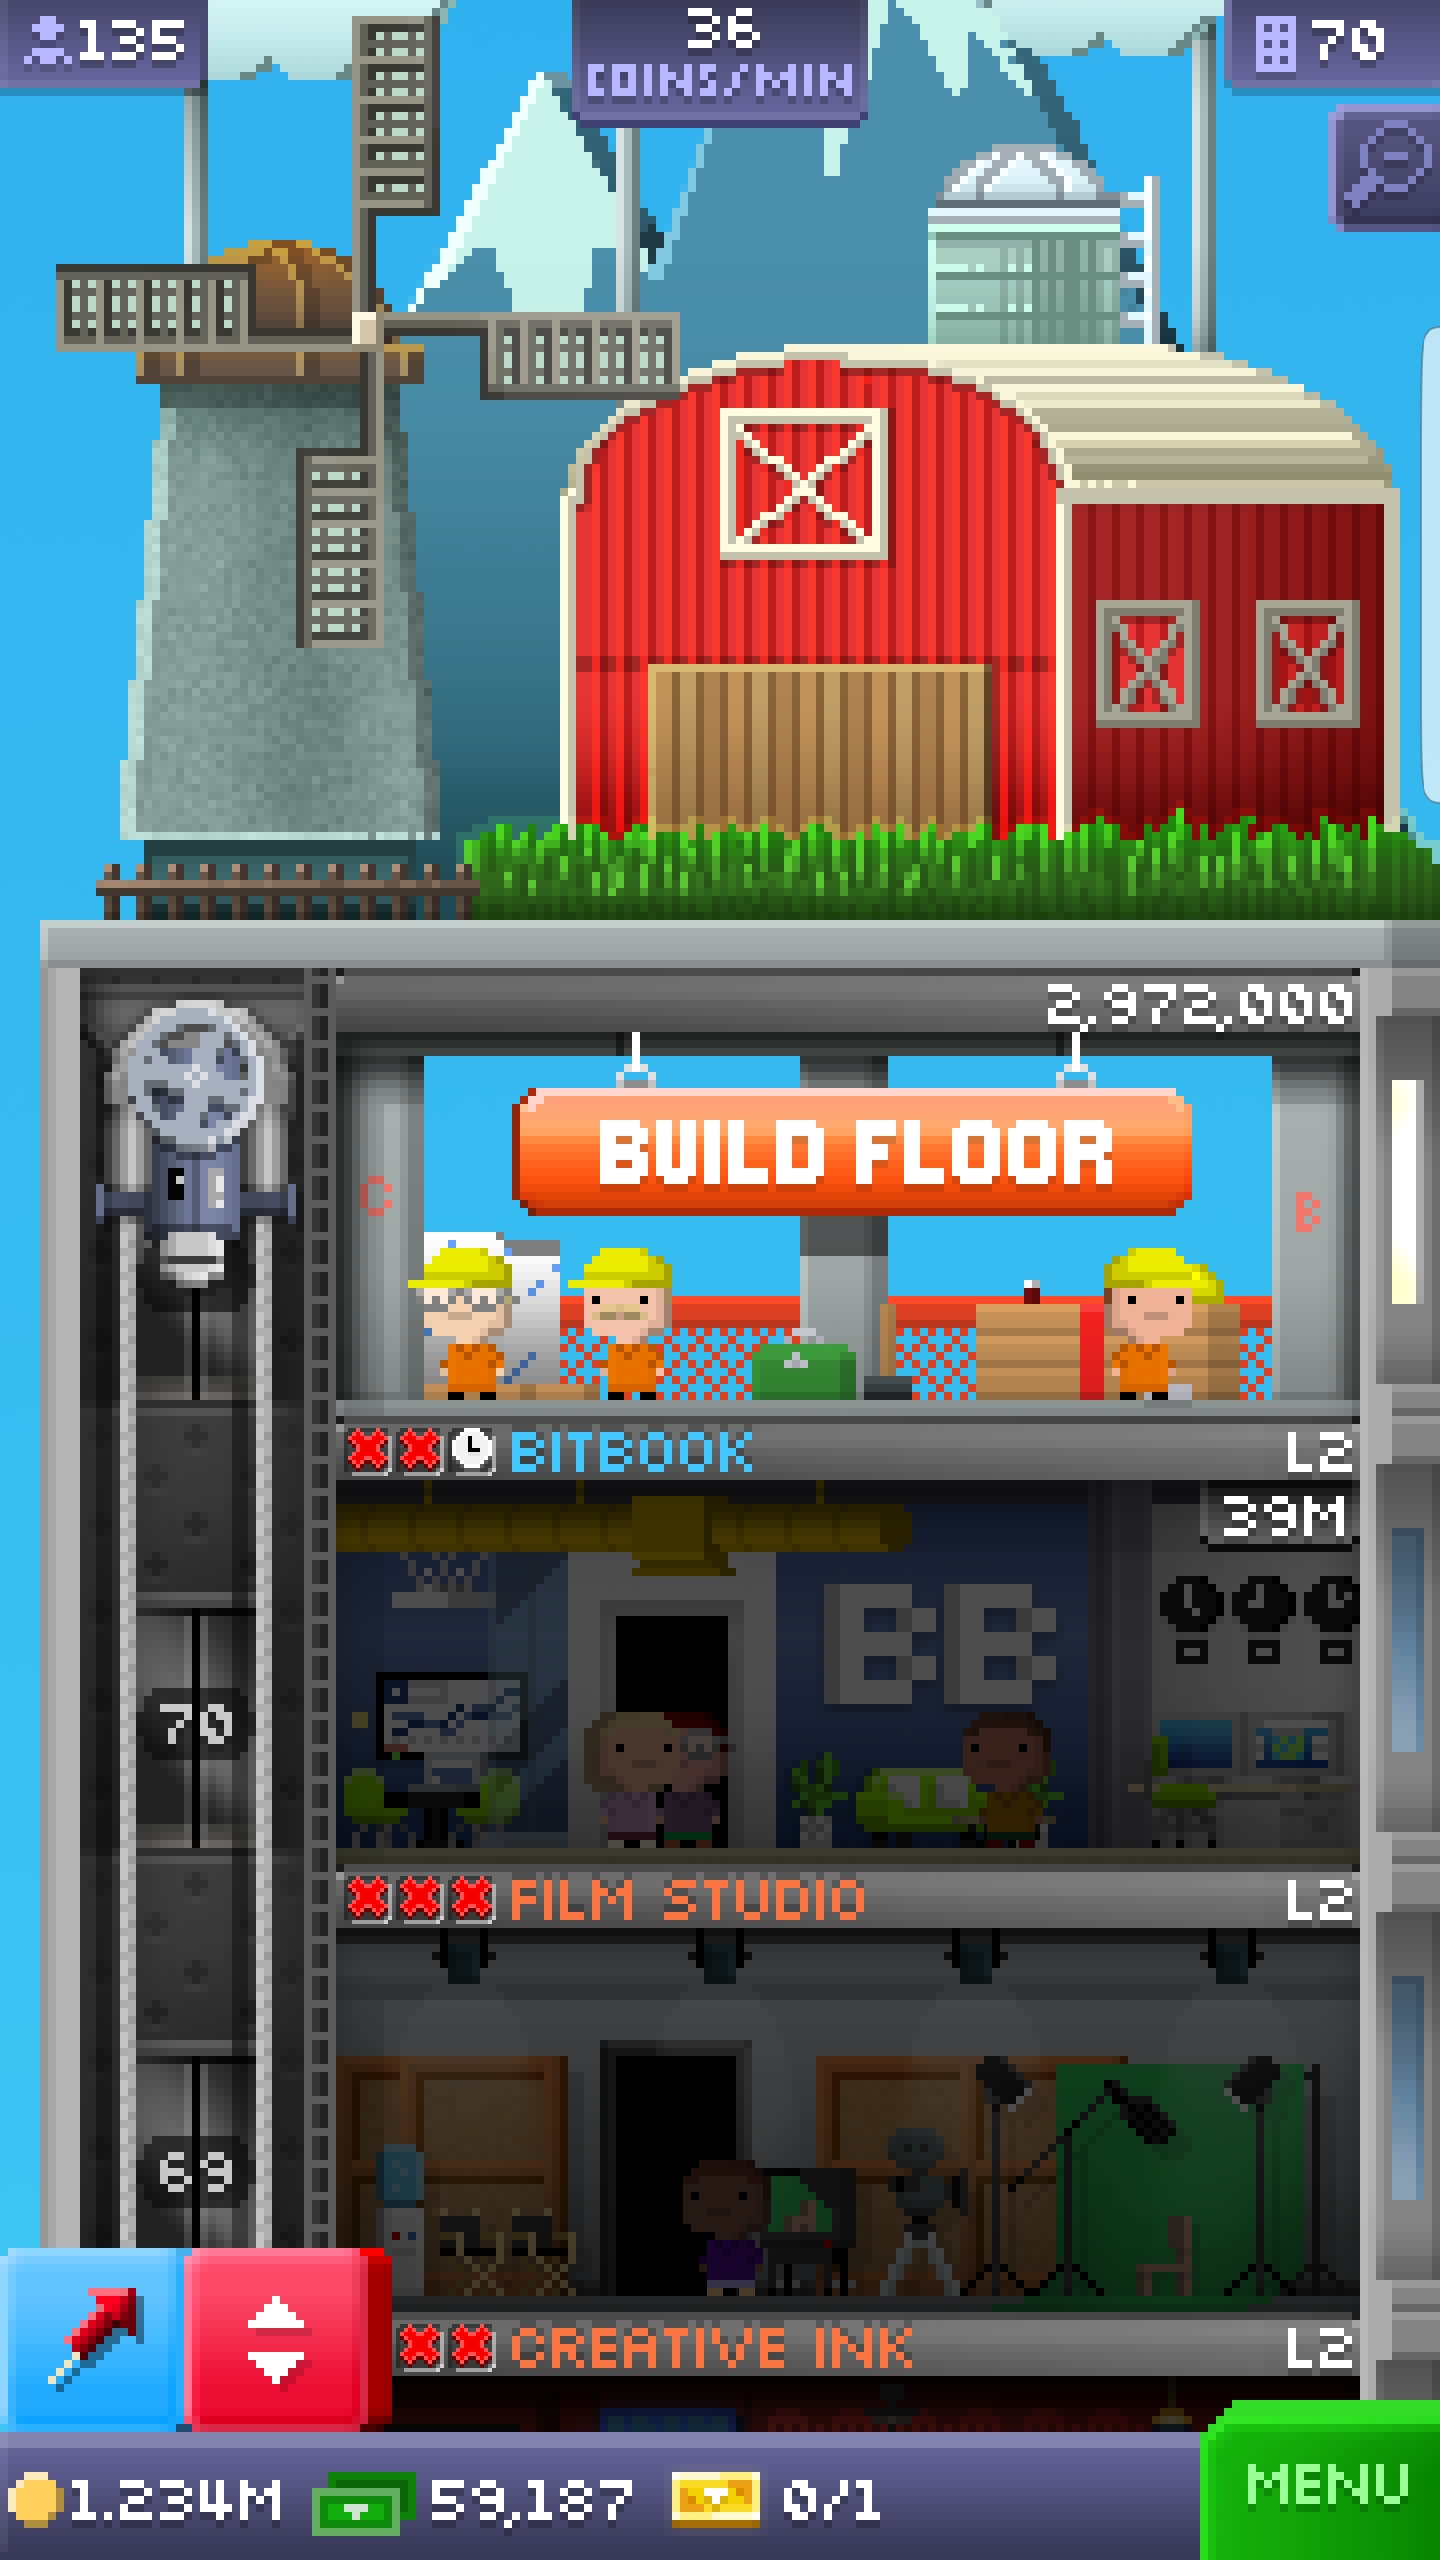 135
36
COINS/MIN
70
2,972,000
BUILD FLOOR
C
B
BITBOOK L2
39M
BB
70
FILM STUDIO L2
69
CREATIVE INK L2
1.234M 59,187 0/1
MENU